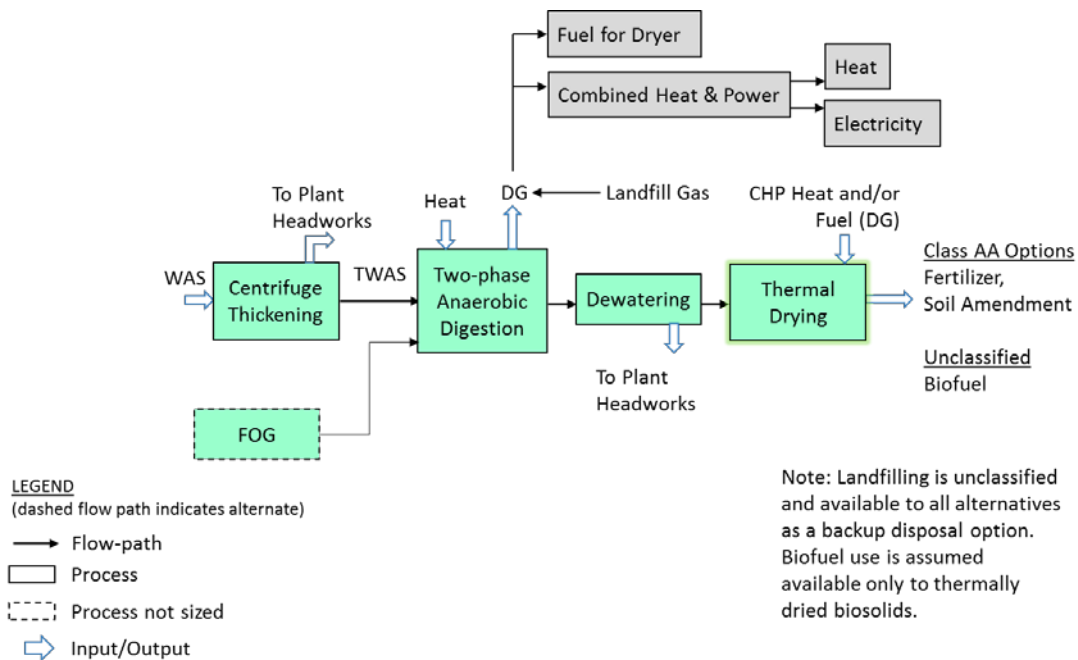 Fuel for Dryer
Combined Heat & Power
Heat
Electricity
To Plant
Headworks
Heat
DG
Landfill Gas
CHP Heat and/or
Fuel (DG)
WAS
Centrifuge
Thickening
TWAS
Two-phase
Anaerobic
Digestion
Dewatering
Thermal
Drying
Class AA Options
Fertilizer,
Soil Amendment
Unclassified
Biofuel
To Plant
Headworks
FOG
LEGEND
(dashed flow path indicates alternate)
Flow-path
Process
Process not sized
Input/Output
Note: Landfilling is unclassified
and available to all alternatives
as a backup disposal option.
Biofuel use is assumed
available only to thermally
dried biosolids.